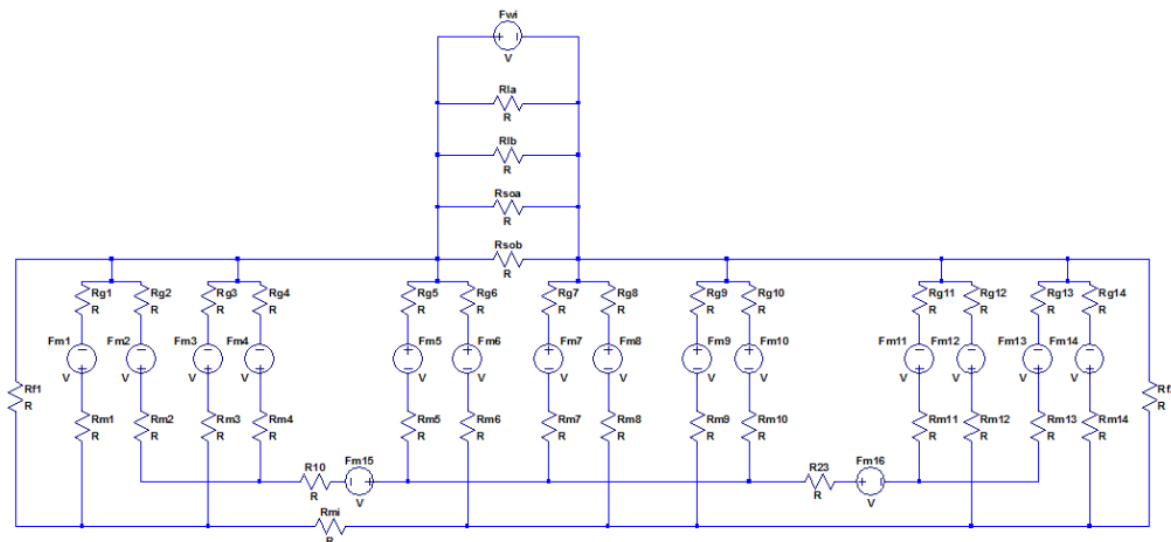 Fwi
V
Rla
R
Rlb
R
Rsoa
R
Rsob
R
Rg1 Rg2 Rg3 Rg4 Rg5 Rg6 Rg7 Rg8 Rg9 Rg10 Rg11 Rg12 Rg13 Rg14
R R R R R R R R R R R R R R
Fm1 Fm2 Fm3 Fm4 Fm5 Fm6 Fm7 Fm8 Fm9 Fm10 Fm11 Fm12 Fm13 Fm14
V V V V V V V V V V V V V V
Rf1
R R
Rm1 Rm2 Rm3 Rm4 Rm5 Rm6 Rm7 Rm8 Rm9 Rm10 Rm11 Rm12 Rm13 Rm14
R R R R R R R R R R R R R R
R10 Fm15 R23 Fm16
R V R V
Rmi
R